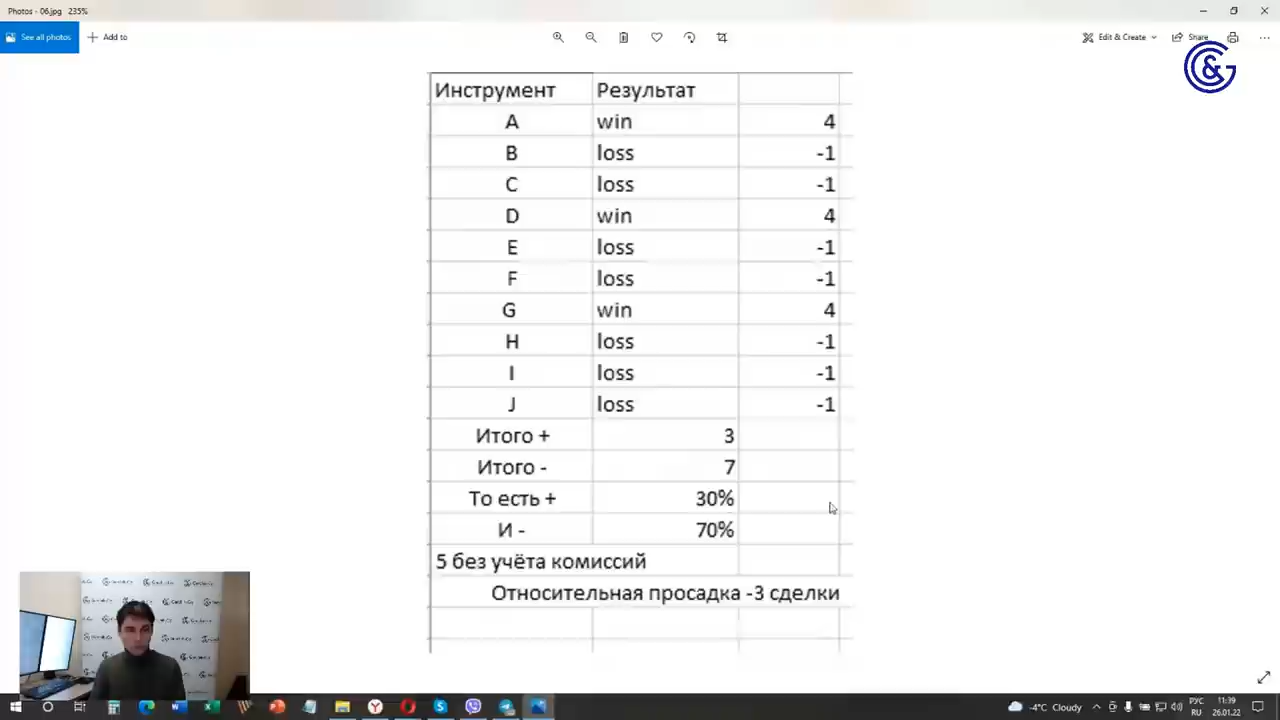 Photos - 06.jpg 235%
See all photos
Add to
Edit & Create
Share
C&G
Инструмент Результат
A win 4
B loss -1
C loss -1
D win 4
E loss -1
F loss -1
G win 4
H loss -1
I loss -1
J loss -1
Итого + 3
Итого - 7
То есть + 30%
И - 70%
5 без учёта комиссий
Относительная просадка -3 сделки
-4°C Cloudy
РУС
RU
11:39
26.01.22